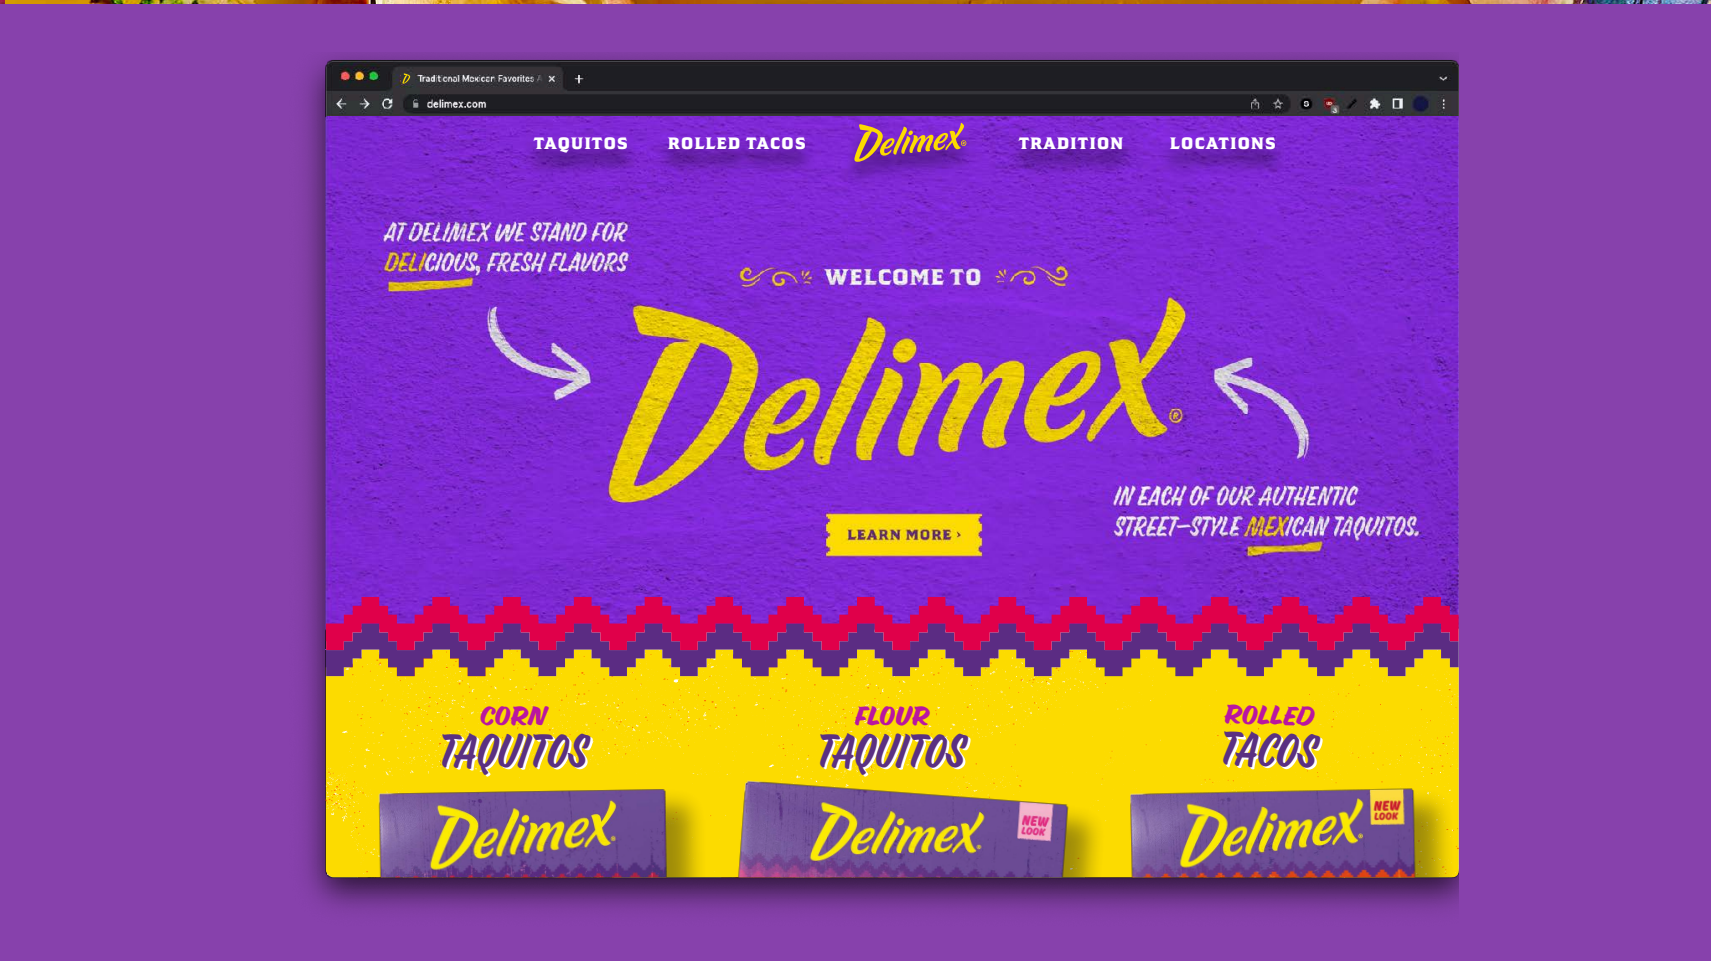 Traditional Mexican Favorites
delimex.com
TAQUITOS
ROLLED TACOS
Delimex®
TRADITION
LOCATIONS
AT DELIMEX WE STAND FOR
DELICIOUS, FRESH FLAVORS
WELCOME TO
Delimex®
IN EACH OF OUR AUTHENTIC
STREET-STYLE MEXICAN TAQUITOS.
LEARN MORE ›
CORN
TAQUITOS
FLOUR
TAQUITOS
ROLLED
TACOS
Delimex
Delimex
NEW
LOOK
Delimex
NEW
LOOK